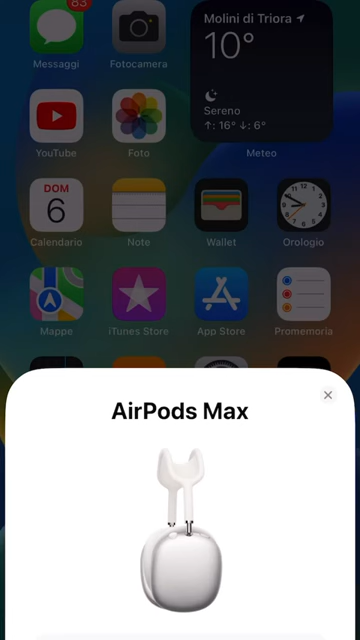 83
Messaggi
Fotocamera
Molini di Triora
10°
Sereno
↑: 16° ↓: 6°
YouTube
Foto
Meteo
DOM
6
Calendario
Note
Wallet
Orologio
Mappe
iTunes Store
App Store
Promemoria
AirPods Max